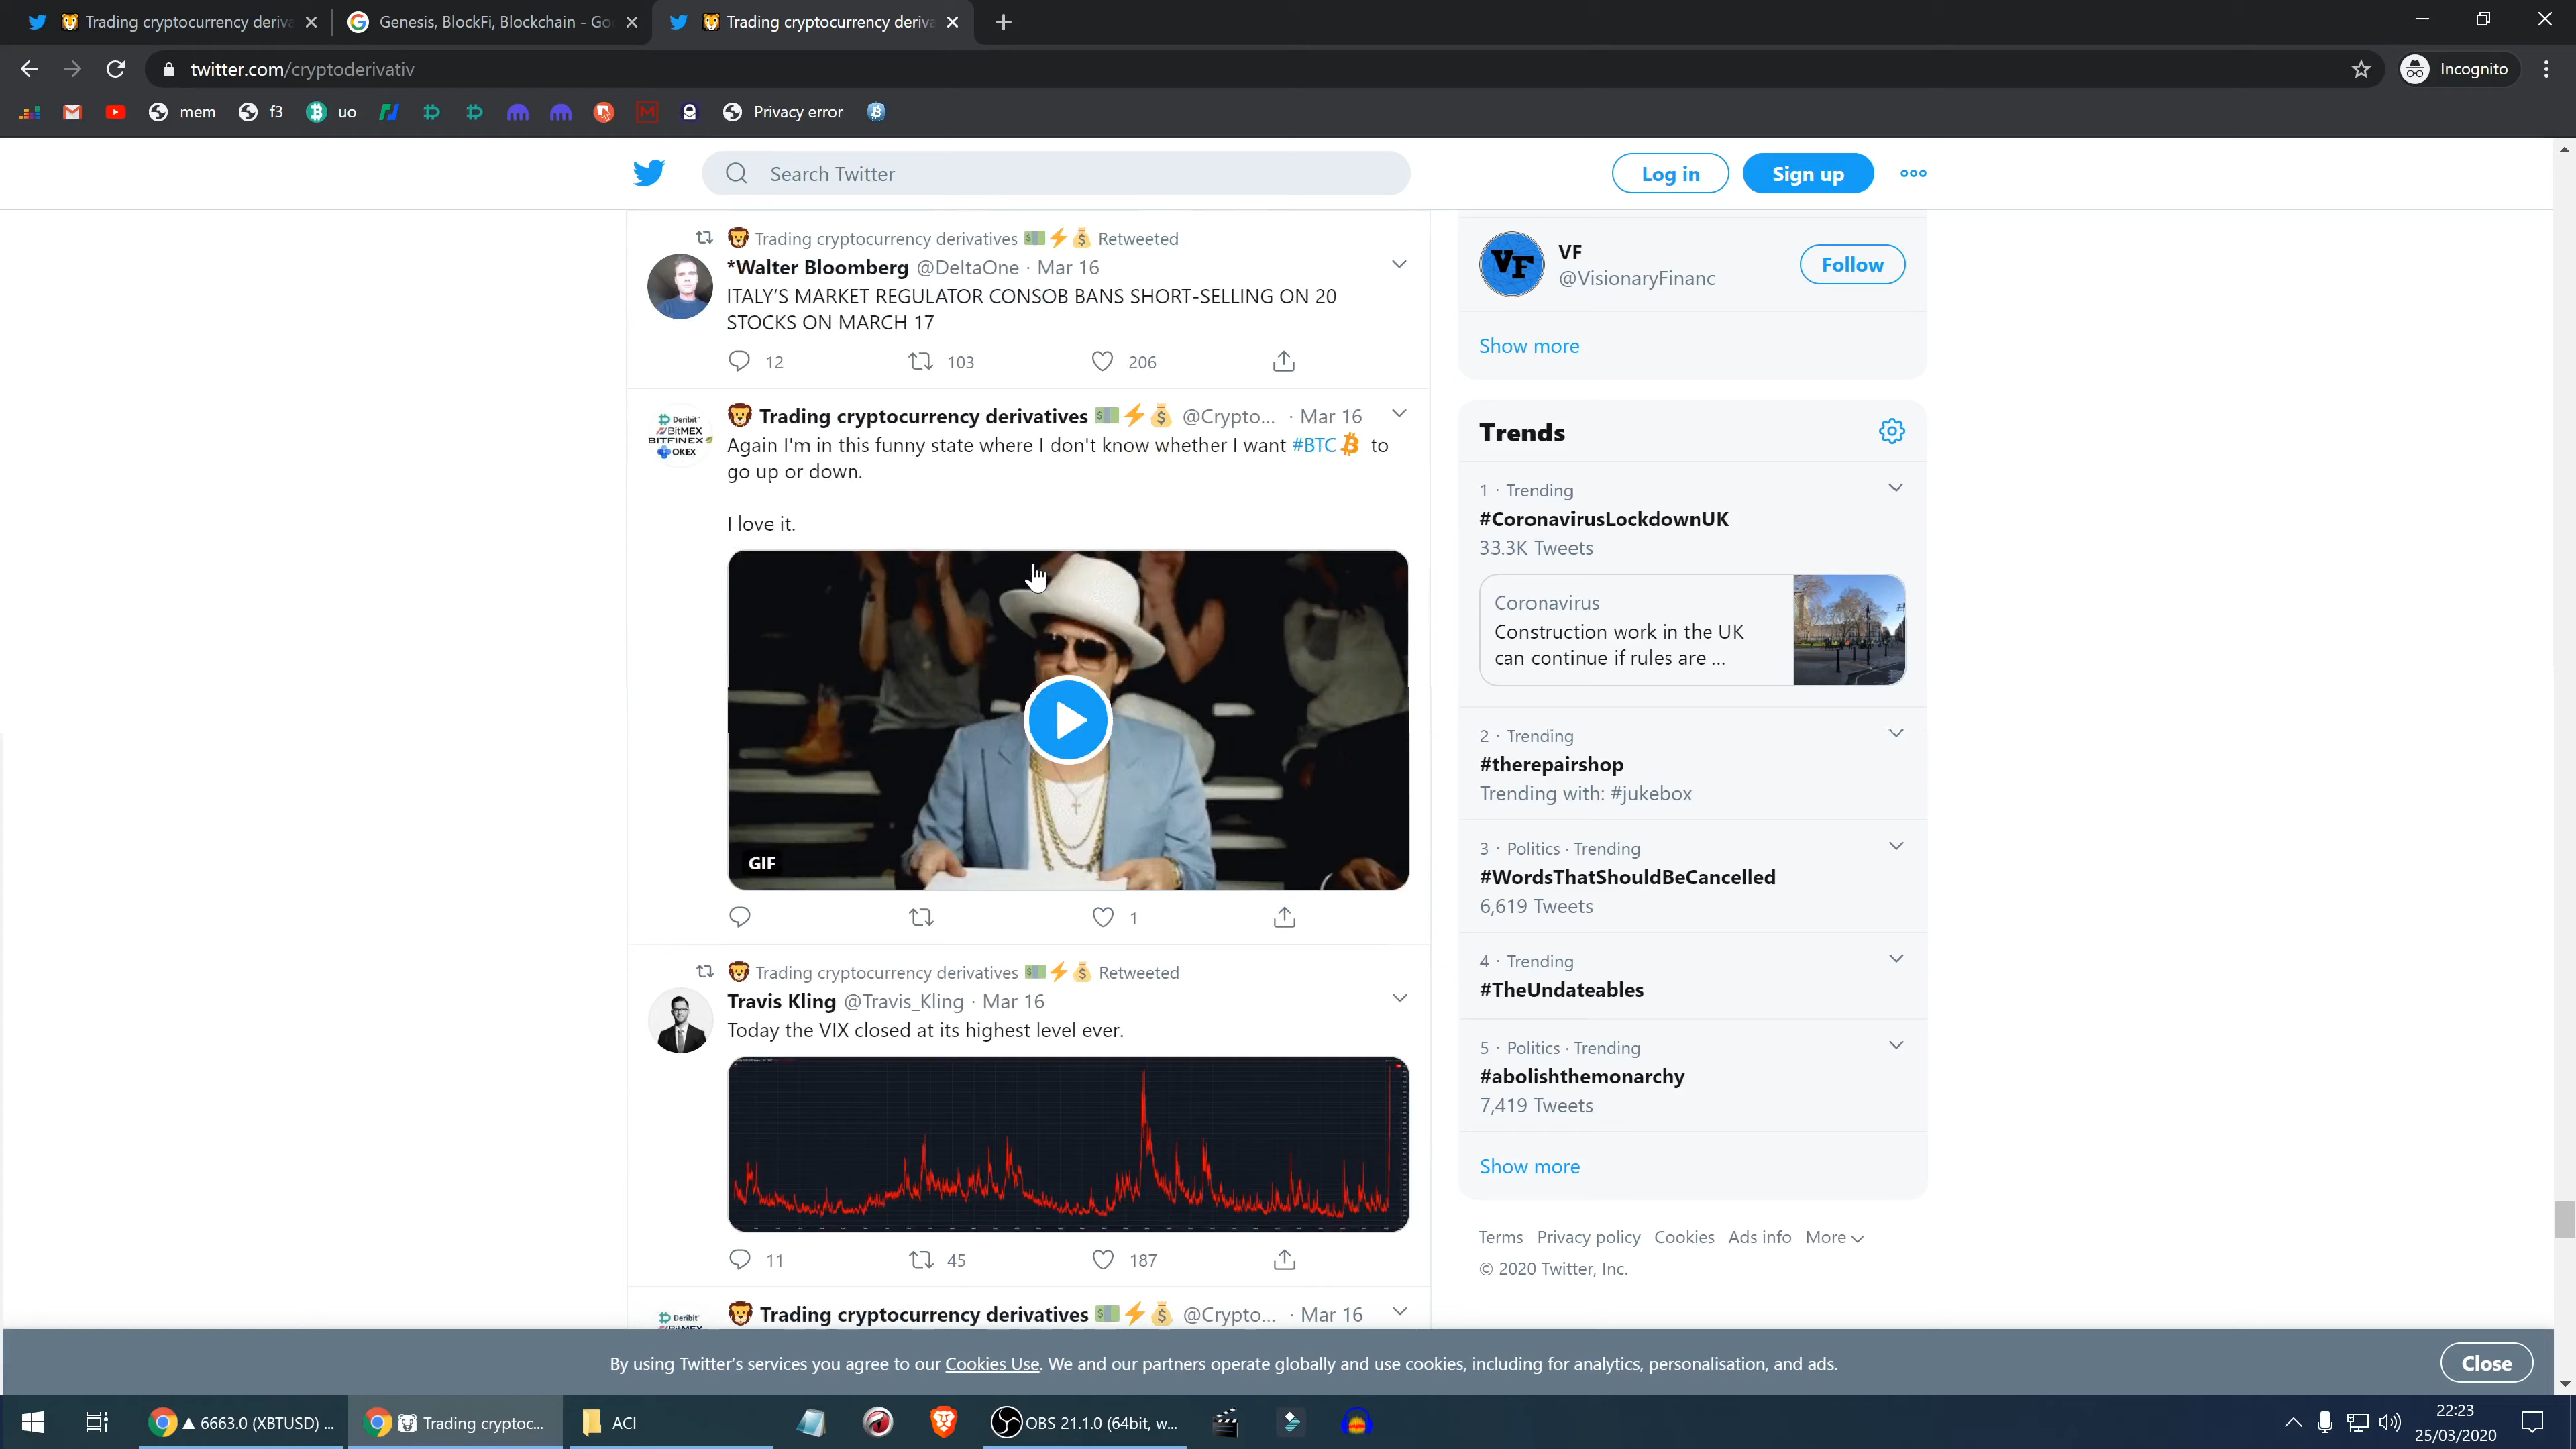 Trading cryptocurrency deriva
Genesis, BlockFi, Blockchain - Go
Trading cryptocurrency deriva
twitter.com/cryptoderivativ
Incognito
mem
f3
uo
Privacy error
Search Twitter
Log in
Sign up
Trading cryptocurrency derivatives Retweeted
*Walter Bloomberg @DeltaOne · Mar 16
ITALY'S MARKET REGULATOR CONSOB BANS SHORT-SELLING ON 20
STOCKS ON MARCH 17
12 103 206
Deribit
BitMEX
BITFINEX
OKEX
Trading cryptocurrency derivatives @Crypto... · Mar 16
Again I'm in this funny state where I don't know whether I want #BTC to
go up or down.
I love it.
GIF
1
Trading cryptocurrency derivatives Retweeted
Travis Kling @Travis_Kling · Mar 16
Today the VIX closed at its highest level ever.
11 45 187
Deribit
BitMEX
Trading cryptocurrency derivatives @Crypto... · Mar 16
VF
VF
@VisionaryFinanc
Follow
Show more
Trends
1 · Trending
#CoronavirusLockdownUK
33.3K Tweets
Coronavirus
Construction work in the UK
can continue if rules are ...
2 · Trending
#therepairshop
Trending with: #jukebox
3 · Politics · Trending
#WordsThatShouldBeCancelled
6,619 Tweets
4 · Trending
#TheUndateables
5 · Politics · Trending
#abolishthemonarchy
7,419 Tweets
Show more
Terms Privacy policy Cookies Ads info More
© 2020 Twitter, Inc.
By using Twitter's services you agree to our Cookies Use. We and our partners operate globally and use cookies, including for analytics, personalisation, and ads.
Close
▲ 6663.0 (XBTUSD) ...
Trading cryptoc...
ACI
OBS 21.1.0 (64bit, w...
22:23
25/03/2020